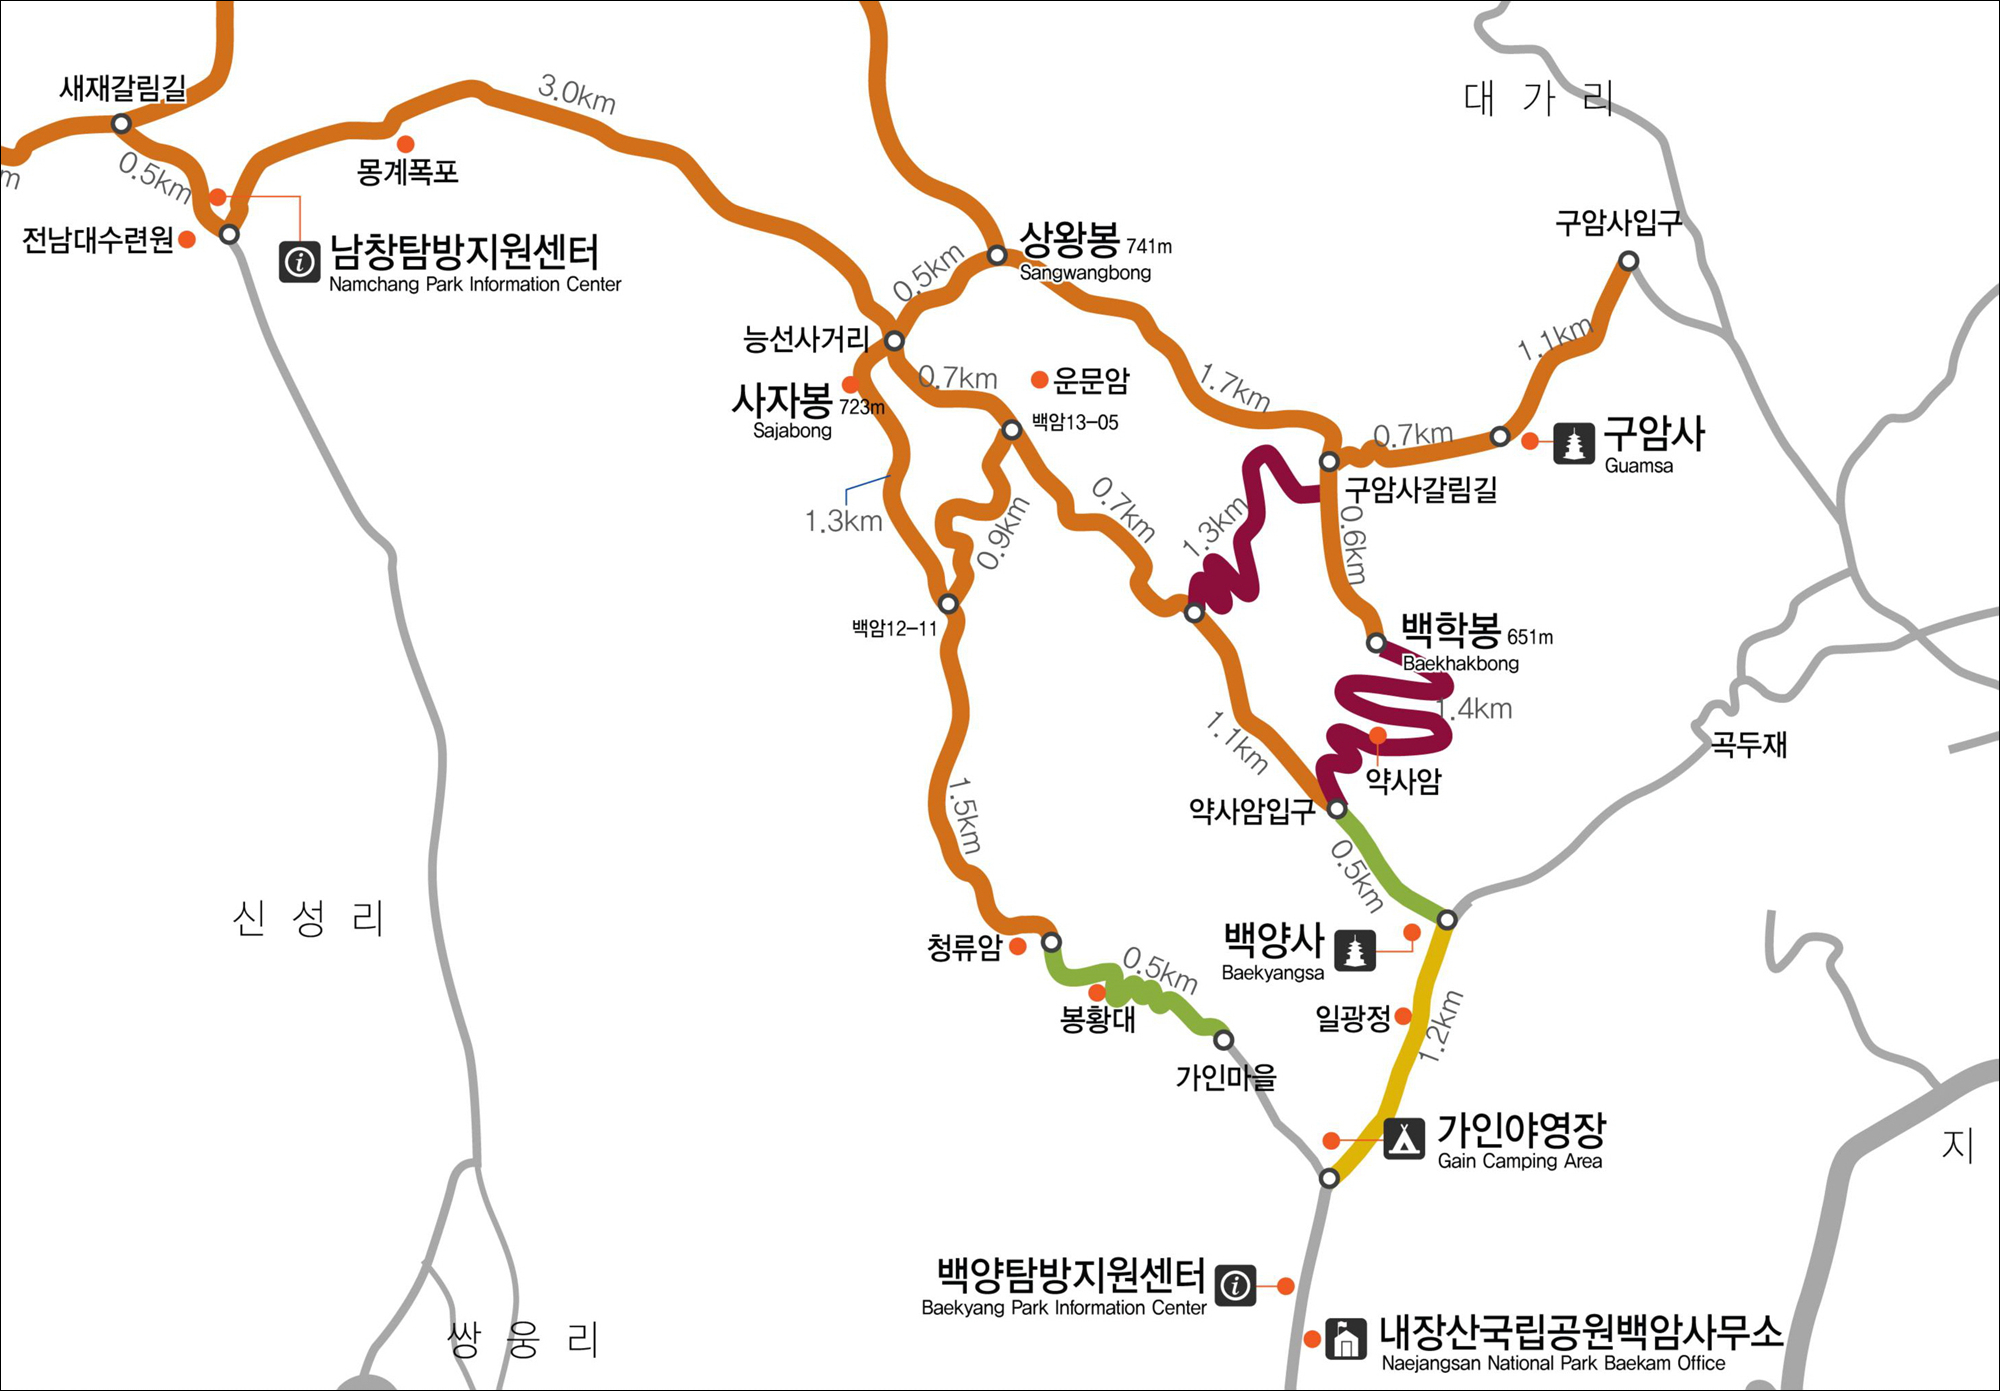 새재갈림길
3.0km
대 가 리
0.5km
m
몽계폭포
전남대수련원
남창탐방지원센터
Namchang Park Information Center
0.5km
상왕봉 741m
Sangwangbong
구암사입구
능선사거리
1.1km
0.7km
운문암
1.7km
사자봉 723m
Sajabong
백암13-05
0.7km
구암사
Guamsa
구암사갈림길
1.3km
0.9km
0.7km
1.3km
0.6km
백암12-11
백학봉 651m
Baekhakbong
1.4km
1.1km
곡두재
약사암
약사암입구
1.5km
0.5km
신 성 리
청류암
0.5km
백양사
Baekyangsa
봉황대
일광정
1.2km
가인마을
가인야영장
Gain Camping Area
지
백양탐방지원센터
Baekyang Park Information Center
쌍 웅 리
내장산국립공원백암사무소
Naejangsan National Park Baekam Office